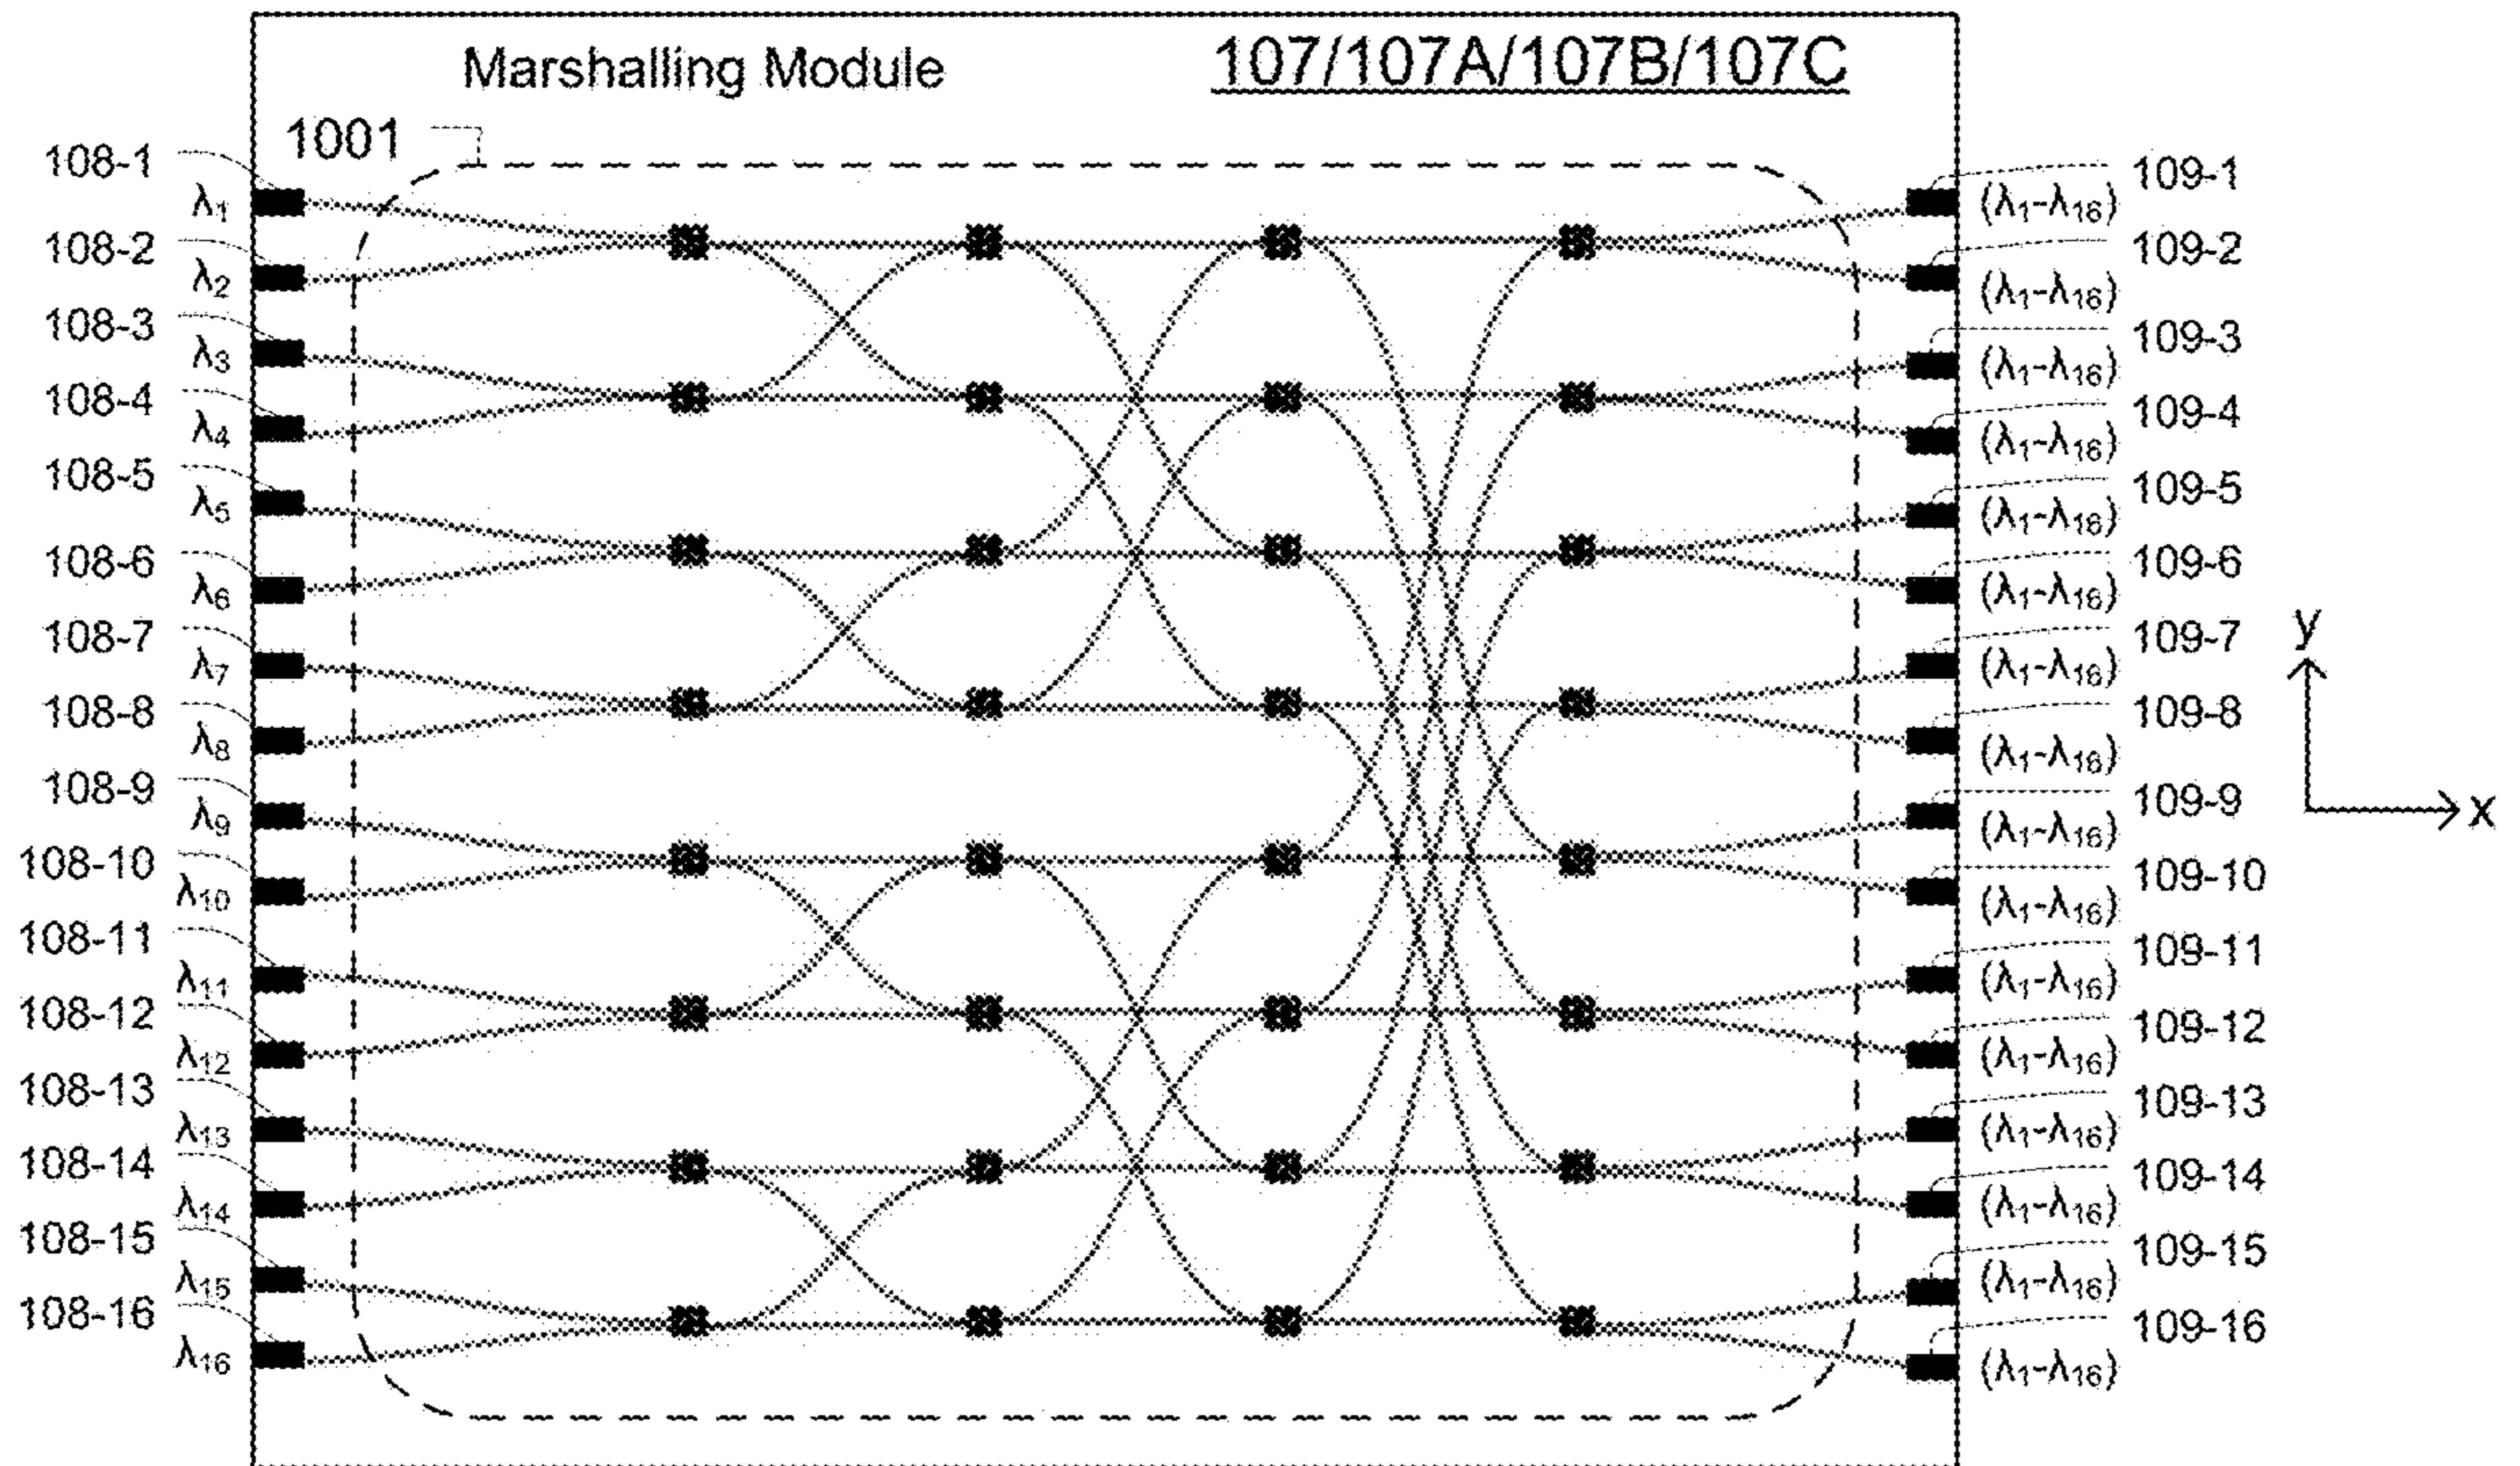 Marshalling Module 107/107A/107B/107C
1001
108-1
λ1
108-2
λ2
108-3
λ3
108-4
λ4
108-5
λ5
108-6
λ6
108-7
λ7
108-8
λ8
108-9
λ9
108-10
λ10
108-11
λ11
108-12
λ12
108-13
λ13
108-14
λ14
108-15
λ15
108-16
λ16
109-1
(λ1-λ16)
109-2
(λ1-λ16)
109-3
(λ1-λ16)
109-4
(λ1-λ16)
109-5
(λ1-λ16)
109-6
(λ1-λ16)
109-7
(λ1-λ16)
109-8
(λ1-λ16)
109-9
(λ1-λ16)
109-10
(λ1-λ16)
109-11
(λ1-λ16)
109-12
(λ1-λ16)
109-13
(λ1-λ16)
109-14
(λ1-λ16)
109-15
(λ1-λ16)
109-16
(λ1-λ16)
y
x